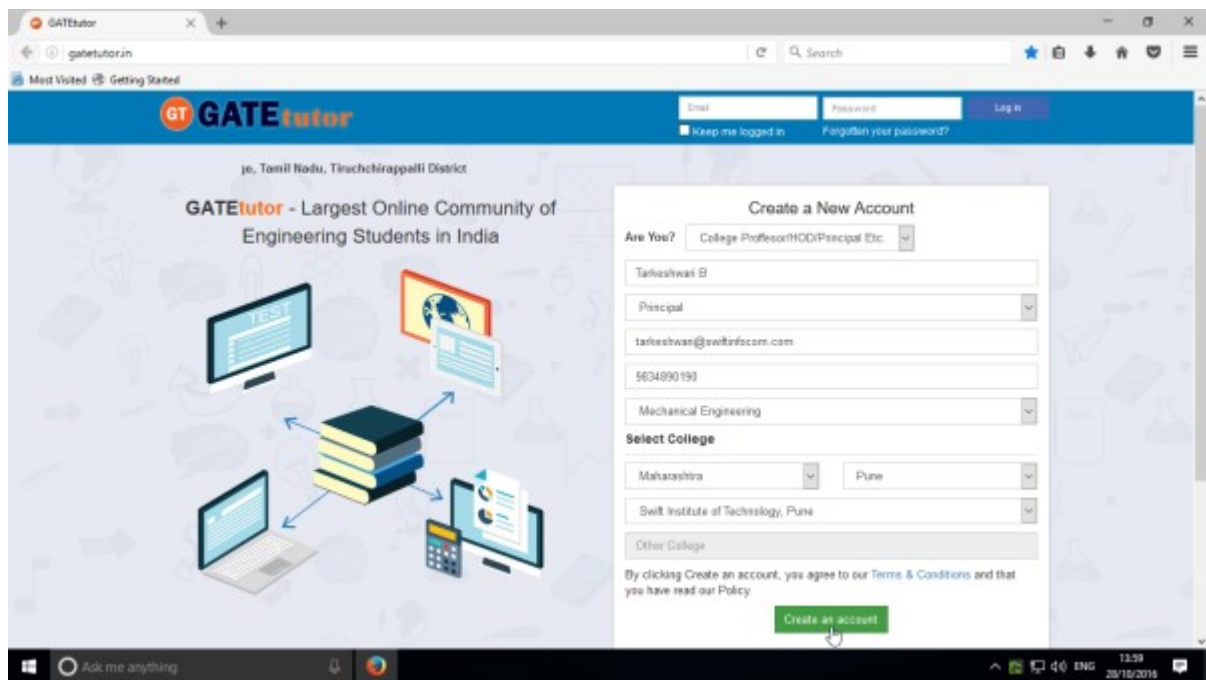 GATEtutor
gatetutor.in
Search
Most Visited Getting Started
GT GATEtutor
Email Password Log in
Keep me logged in Forgotten your password?
je, Tamil Nadu, Tiruchchirappalli District
GATEtutor - Largest Online Community of
Engineering Students in India
TEST
Create a New Account
Are You? College Proffesor/HOD/Principal Etc.
Tarkeshwari B
Principal
tarkeshwari@swiftinfocom.com
9834890190
Mechanical Engineering
Select College
Maharashtra Pune
Swift Institute of Technology, Pune
Other College
By clicking Create an account, you agree to our Terms & Conditions and that
you have read our Policy.
Create an account
Ask me anything
ENG 13:59
28/10/2016